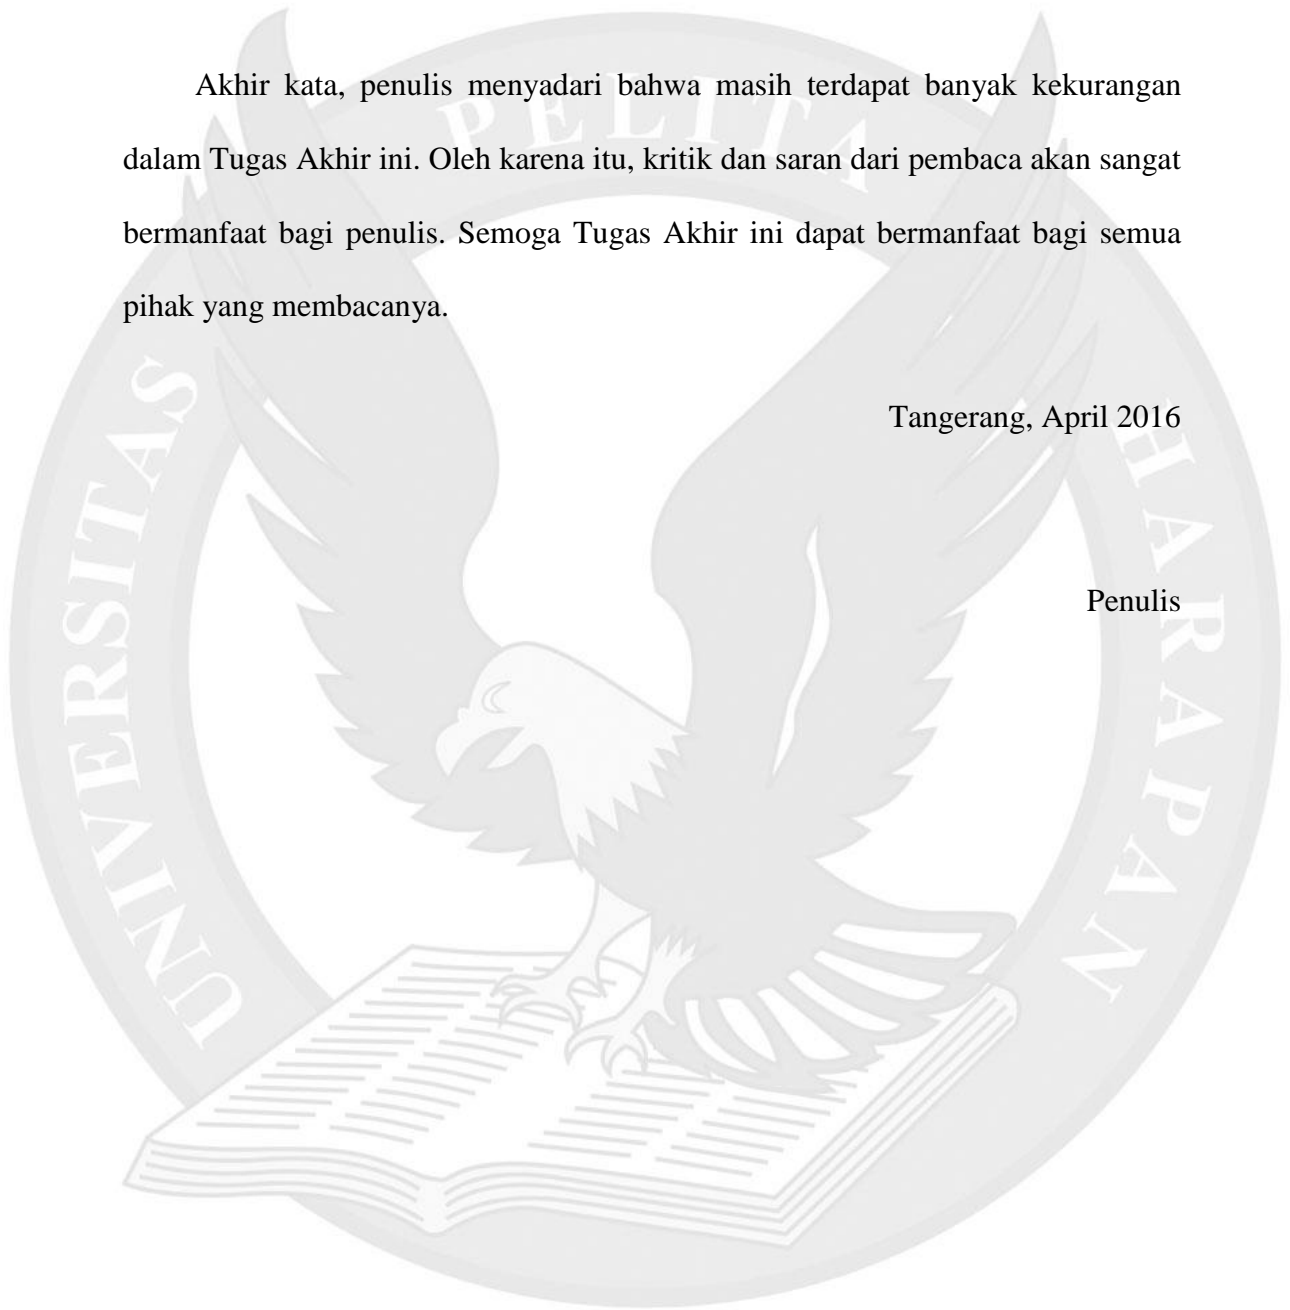 Akhir kata, penulis menyadari bahwa masih terdapat banyak kekurangan
dalam Tugas Akhir ini. Oleh karena itu, kritik dan saran dari pembaca akan sangat
bermanfaat bagi penulis. Semoga Tugas Akhir ini dapat bermanfaat bagi semua
pihak yang membacanya.
Tangerang, April 2016
Penulis
UNIVERSITAS
PELITA
HARAPAN